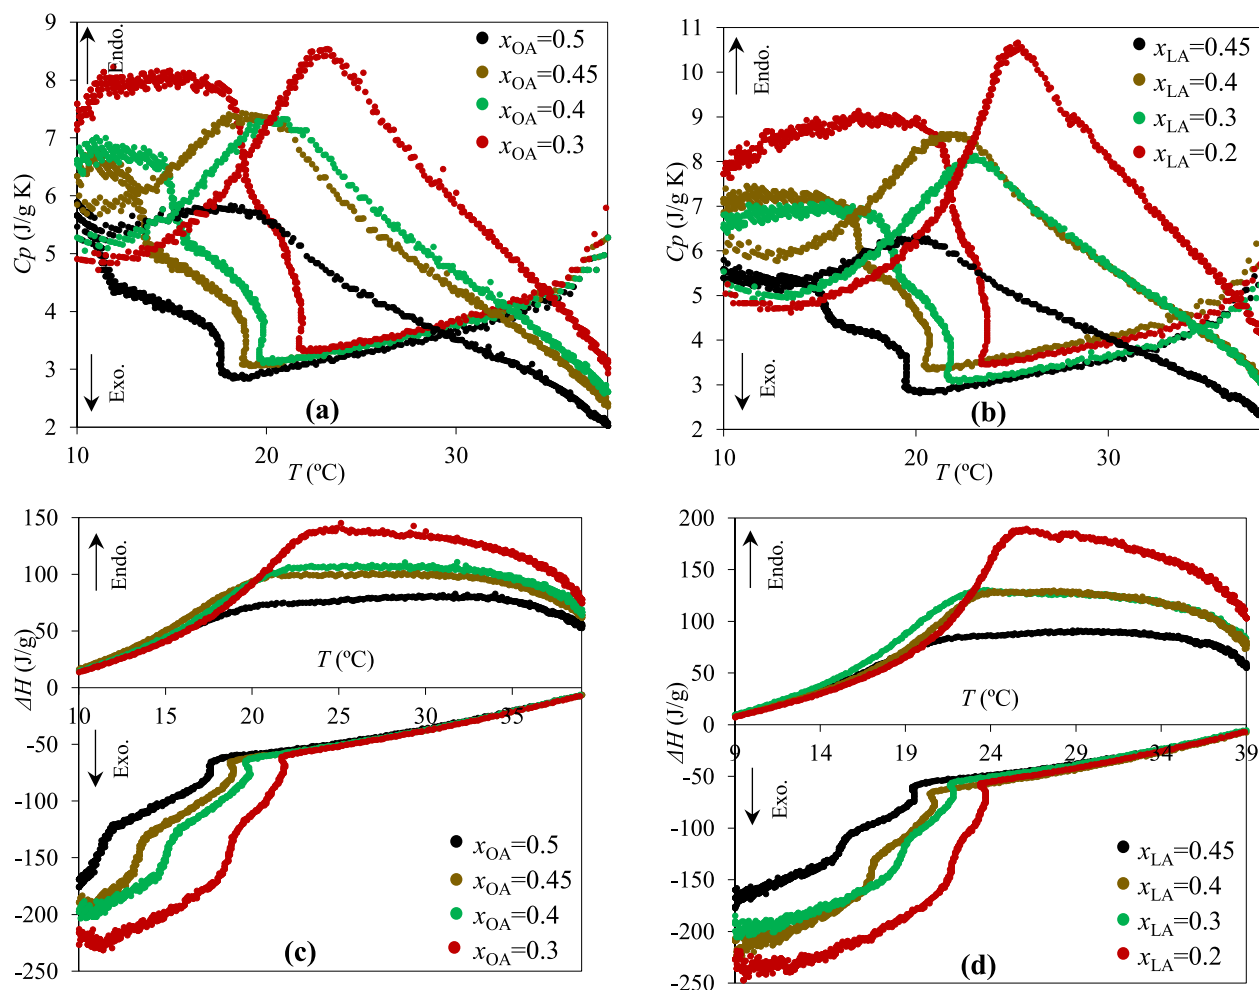 9
8
7
6
5
4
3
2
Cp (J/g K)
Endo.
Exo.
xOA=0.5
xOA=0.45
xOA=0.4
xOA=0.3
(a)
10
20
30
T (ºC)
11
10
9
8
7
6
5
4
3
2
Cp (J/g K)
Endo.
Exo.
xLA=0.45
xLA=0.4
xLA=0.3
xLA=0.2
(b)
10
20
30
T (ºC)
150
100
50
0
-50
-100
-150
-200
-250
ΔH (J/g)
Endo.
Exo.
T (ºC)
10
15
20
25
30
35
xOA=0.5
xOA=0.45
xOA=0.4
xOA=0.3
(c)
200
150
100
50
0
-50
-100
-150
-200
-250
ΔH (J/g)
Endo.
Exo.
T (ºC)
9
14
19
24
29
34
39
xLA=0.45
xLA=0.4
xLA=0.3
xLA=0.2
(d)